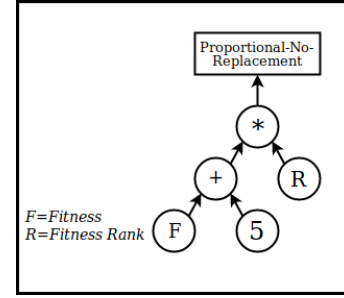 Proportional-No-
Replacement
*
+
R
F=Fitness
R=Fitness Rank
F
5